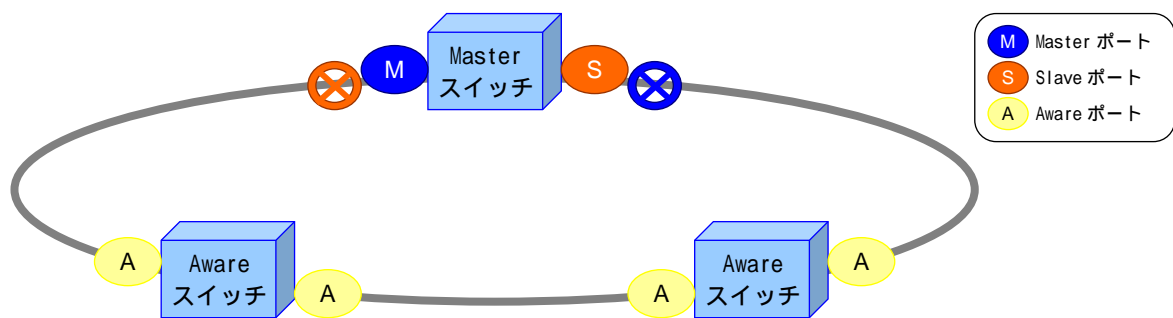 Master
スイッチ
M
S
M Master ポート
S Slave ポート
A Aware ポート
A
Aware
スイッチ
A
A
Aware
スイッチ
A